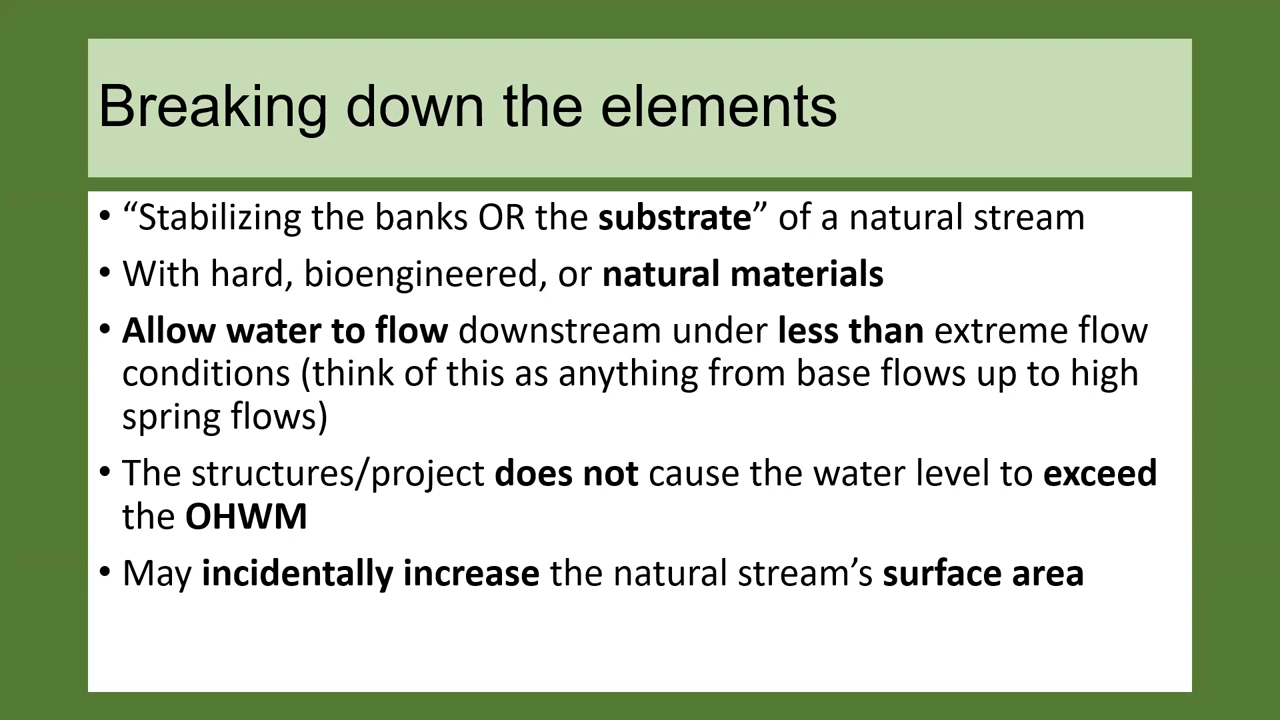 Breaking down the elements
• “Stabilizing the banks OR the substrate” of a natural stream
• With hard, bioengineered, or natural materials
• Allow water to flow downstream under less than extreme flow
conditions (think of this as anything from base flows up to high
spring flows)
• The structures/project does not cause the water level to exceed
the OHWM
• May incidentally increase the natural stream’s surface area